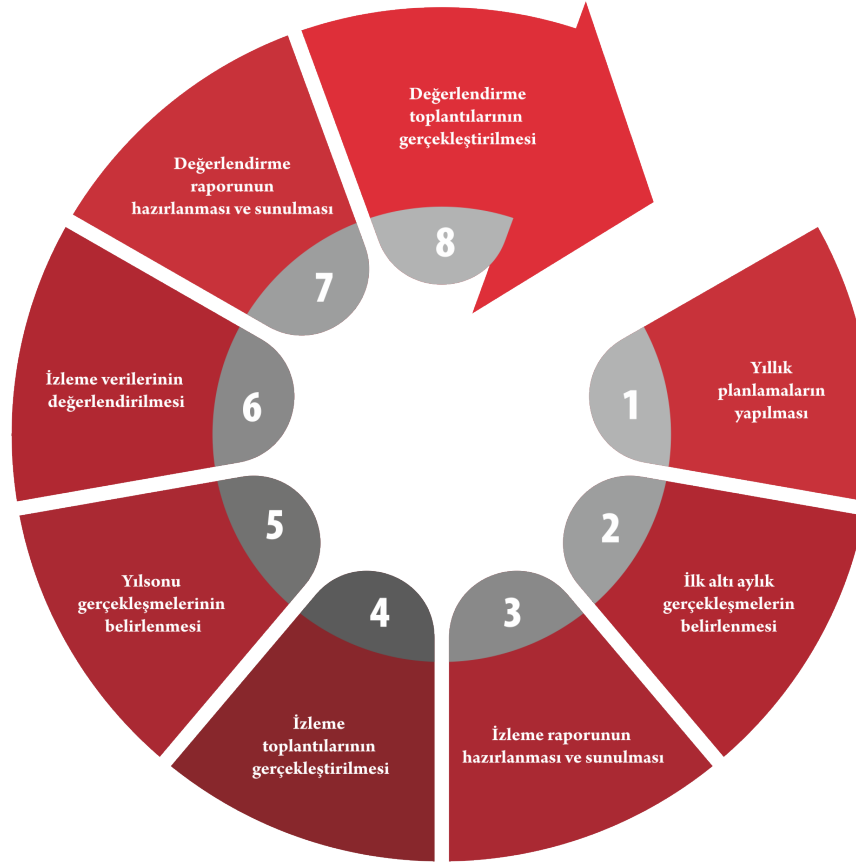 1
Yıllık
planlamaların
yapılması
2
İlk altı aylık
gerçekleşmelerin
belirlenmesi
3
İzleme raporunun
hazırlanması ve sunulması
4
İzleme
toplantılarının
gerçekleştirilmesi
5
Yılsonu
gerçekleşmelerinin
belirlenmesi
6
İzleme verilerinin
değerlendirilmesi
7
Değerlendirme
raporunun
hazırlanması ve sunulması
8
Değerlendirme
toplantılarının
gerçekleştirilmesi